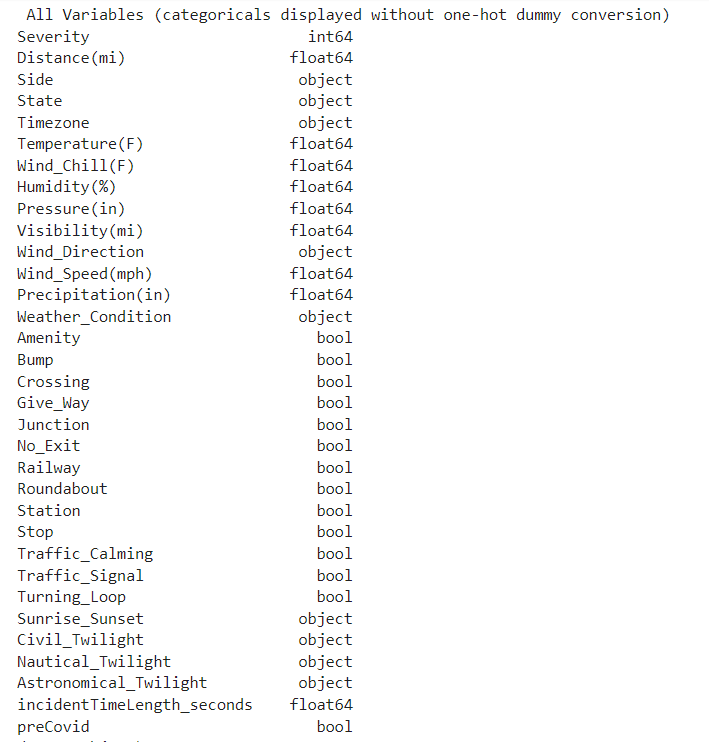 All Variables (categoricals displayed without one-hot dummy conversion)
Severity int64
Distance(mi) float64
Side object
State object
Timezone object
Temperature(F) float64
Wind_Chill(F) float64
Humidity(%) float64
Pressure(in) float64
Visibility(mi) float64
Wind_Direction object
Wind_Speed(mph) float64
Precipitation(in) float64
Weather_Condition object
Amenity bool
Bump bool
Crossing bool
Give_Way bool
Junction bool
No_Exit bool
Railway bool
Roundabout bool
Station bool
Stop bool
Traffic_Calming bool
Traffic_Signal bool
Turning_Loop bool
Sunrise_Sunset object
Civil_Twilight object
Nautical_Twilight object
Astronomical_Twilight object
incidentTimeLength_seconds float64
preCovid bool